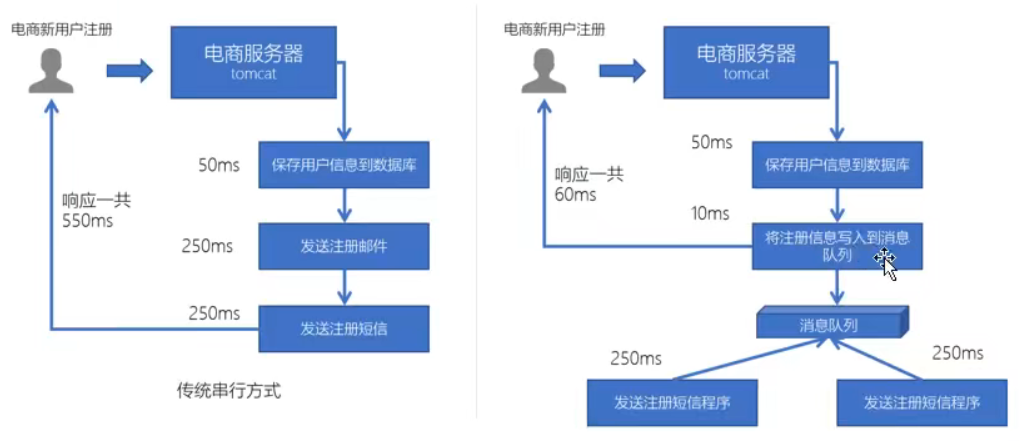 电商新用户注册
电商服务器
tomcat
50ms
保存用户信息到数据库
响应一共
550ms
250ms
发送注册邮件
250ms
发送注册短信
传统串行方式
电商新用户注册
电商服务器
tomcat
50ms
保存用户信息到数据库
响应一共
60ms
10ms
将注册信息写入到消息
队列
消息队列
250ms
250ms
发送注册短信程序
发送注册短信程序